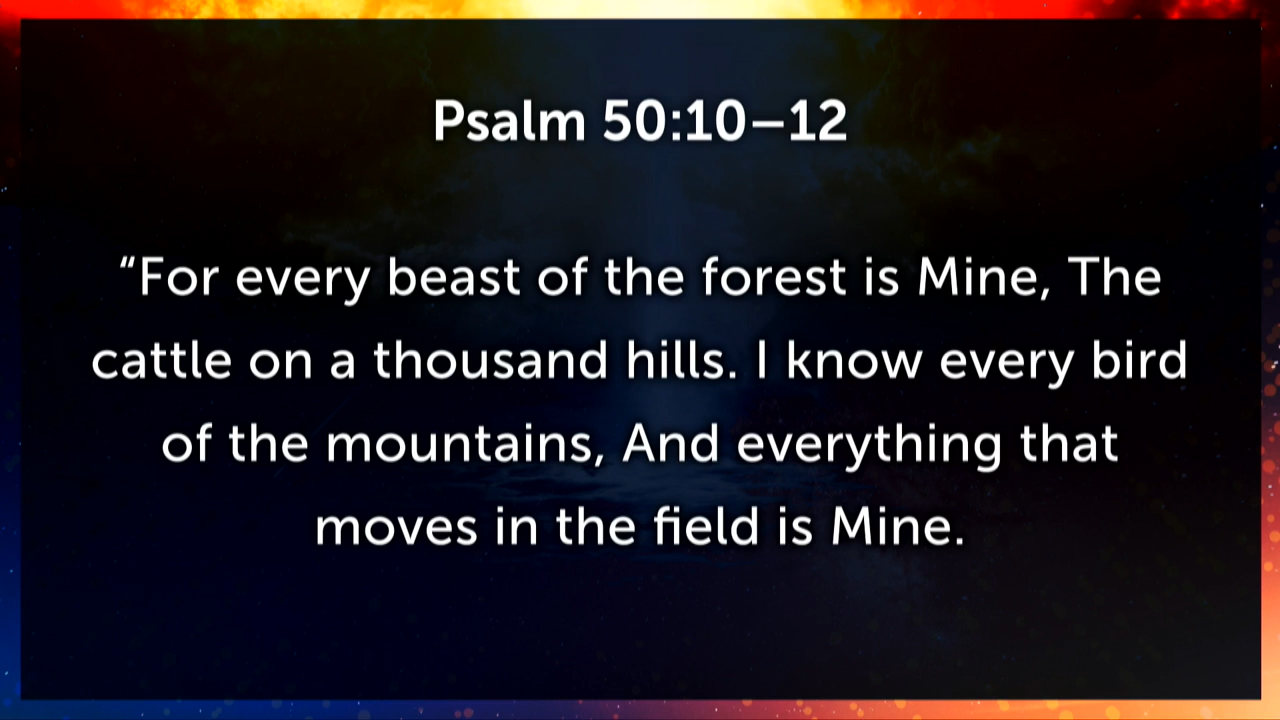 Psalm 50:10–12
“For every beast of the forest is Mine, The
cattle on a thousand hills. I know every bird
of the mountains, And everything that
moves in the field is Mine.